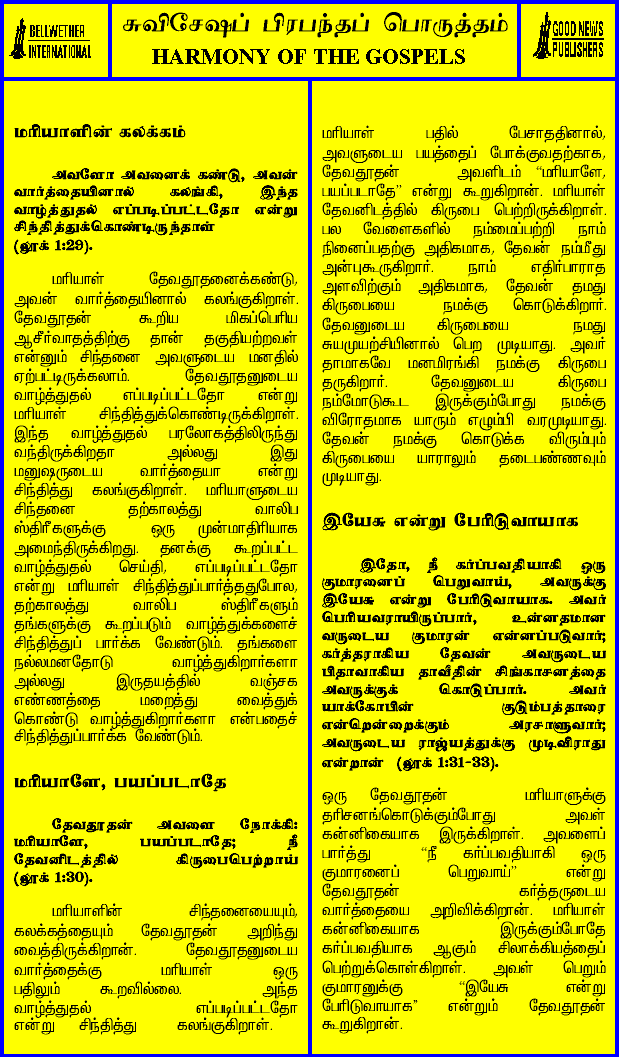 BELLWETHER
INTERNATIONAL
சுவிசேஷப் பிரபந்தப் பொருத்தம்
HARMONY OF THE GOSPELS
GOOD NEWS
PUBLISHERS
மரியாளின் கலக்கம்
அவளோ அவனைக் கண்டு, அவன்
வார்த்தையினால் கலங்கி, இந்த
வாழ்த்துதல் எப்படிப்பட்டதோ என்று
சிந்தித்துக்கொண்டிருந்தாள்
(லூக் 1:29).
மரியாள் தேவதூதனைக்கண்டு,
அவன் வார்த்தையினால் கலங்குகிறாள்.
தேவதூதன் கூறிய மிகப்பெரிய
ஆசீர்வாதத்திற்கு தான் தகுதியற்றவள்
என்னும் சிந்தனை அவளுடைய மனதில்
ஏற்பட்டிருக்கலாம். தேவதூதனுடைய
வாழ்த்துதல் எப்படிப்பட்டதோ என்று
மரியாள் சிந்தித்துக்கொண்டிருக்கிறாள்.
இந்த வாழ்த்துதல் பரலோகத்திலிருந்து
வந்திருக்கிறதா அல்லது இது
மனுஷருடைய வார்த்தையா என்று
சிந்தித்து கலங்குகிறாள். மரியாளுடைய
சிந்தனை தற்காலத்து வாலிப
ஸ்திரீகளுக்கு ஒரு முன்மாதிரியாக
அமைந்திருக்கிறது. தனக்கு கூறப்பட்ட
வாழ்த்துதல் செய்தி, எப்படிப்பட்டதோ
என்று மரியாள் சிந்தித்துப்பார்த்ததுபோல,
தற்காலத்து வாலிப ஸ்திரீகளும்
தங்களுக்கு கூறப்படும் வாழ்த்துக்களைச்
சிந்தித்துப் பார்க்க வேண்டும். தங்களை
நல்லமனதோடு வாழ்த்துகிறார்களா
அல்லது இருதயத்தில் வஞ்சக
எண்ணத்தை மறைத்து வைத்துக்
கொண்டு வாழ்த்துகிறார்களா என்பதைச்
சிந்தித்துப்பார்க்க வேண்டும்.
மரியாளே, பயப்படாதே
தேவதூதன் அவளை நோக்கி:
மரியாளே, பயப்படாதே; நீ
தேவனிடத்தில் கிருபைபெற்றாய்
(லூக் 1:30).
மரியாளின் சிந்தனையையும்,
கலக்கத்தையும் தேவதூதன் அறிந்து
வைத்திருக்கிறான். தேவதூதனுடைய
வார்த்தைக்கு மரியாள் ஒரு
பதிலும் கூறவில்லை. அந்த
வாழ்த்துதல் எப்படிப்பட்டதோ
என்று சிந்தித்து கலங்குகிறாள்.
மரியாள் பதில் பேசாததினால்,
அவளுடைய பயத்தைப் போக்குவதற்காக,
தேவதூதன் அவளிடம் “மரியாளே,
பயப்படாதே” என்று கூறுகிறான். மரியாள்
தேவனிடத்தில் கிருபை பெற்றிருக்கிறாள்.
பல வேளைகளில் நம்மைப்பற்றி நாம்
நினைப்பதற்கு அதிகமாக, தேவன் நம்மீது
அன்புகூருகிறார். நாம் எதிர்பாராத
அளவிற்கும் அதிகமாக, தேவன் தமது
கிருபையை நமக்கு கொடுக்கிறார்.
தேவனுடைய கிருபையை நமது
சுயமுயற்சியினால் பெற முடியாது. அவர்
தாமாகவே மனமிரங்கி நமக்கு கிருபை
தருகிறார். தேவனுடைய கிருபை
நம்மோடுகூட இருக்கும்போது நமக்கு
விரோதமாக யாரும் எழும்பி வரமுடியாது.
தேவன் நமக்கு கொடுக்க விரும்பும்
கிருபையை யாராலும் தடைபண்ணவும்
முடியாது.
இயேசு என்று பேரிடுவாயாக
இதோ, நீ கர்ப்பவதியாகி ஒரு
குமாரனைப் பெறுவாய், அவருக்கு
இயேசு என்று பேரிடுவாயாக. அவர்
பெரியவராயிருப்பார், உன்னதமான
வருடைய குமாரன் என்னப்படுவார்;
கர்த்தராகிய தேவன் அவருடைய
பிதாவாகிய தாவீதின் சிங்காசனத்தை
அவருக்குக் கொடுப்பார். அவர்
யாக்கோபின் குடும்பத்தாரை
என்றென்றைக்கும் அரசாளுவார்;
அவருடைய ராஜ்யத்துக்கு முடிவிராது
என்றான் (லூக் 1:31-33).
ஒரு தேவதூதன் மரியாளுக்கு
தரிசனங்கொடுக்கும்போது அவள்
கன்னிகையாக இருக்கிறாள். அவளைப்
பார்த்து “நீ கர்ப்பவதியாகி ஒரு
குமாரனைப் பெறுவாய்” என்று
தேவதூதன் கர்த்தருடைய
வார்த்தையை அறிவிக்கிறான். மரியாள்
கன்னிகையாக இருக்கும்போதே
கர்ப்பவதியாக ஆகும் சிலாக்கியத்தைப்
பெற்றுக்கொள்கிறாள். அவள் பெறும்
குமாரனுக்கு “இயேசு என்று
பேரிடுவாயாக” என்றும் தேவதூதன்
கூறுகிறான்.